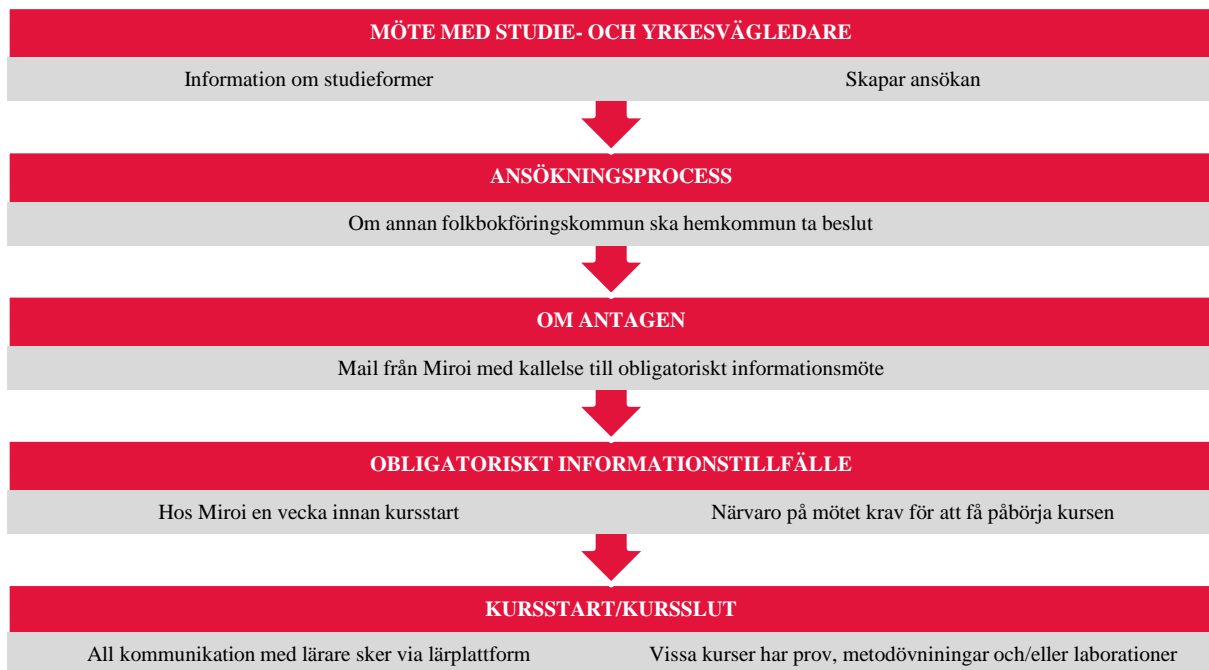 MÖTE MED STUDIE- OCH YRKESVÄGLEDARE
Information om studieformer
Skapar ansökan
ANSÖKNINGSPROCESS
Om annan folkbokföringskommun ska hemkommun ta beslut
OM ANTAGEN
Mail från Miroi med kallelse till obligatoriskt informationsmöte
OBLIGATORISKT INFORMATIONSTILLFÄLLE
Hos Miroi en vecka innan kursstart
Närvaro på mötet krav för att få påbörja kursen
KURSSTART/KURSSLUT
All kommunikation med lärare sker via lärplattform
Vissa kurser har prov, metodövniningar och/eller laborationer